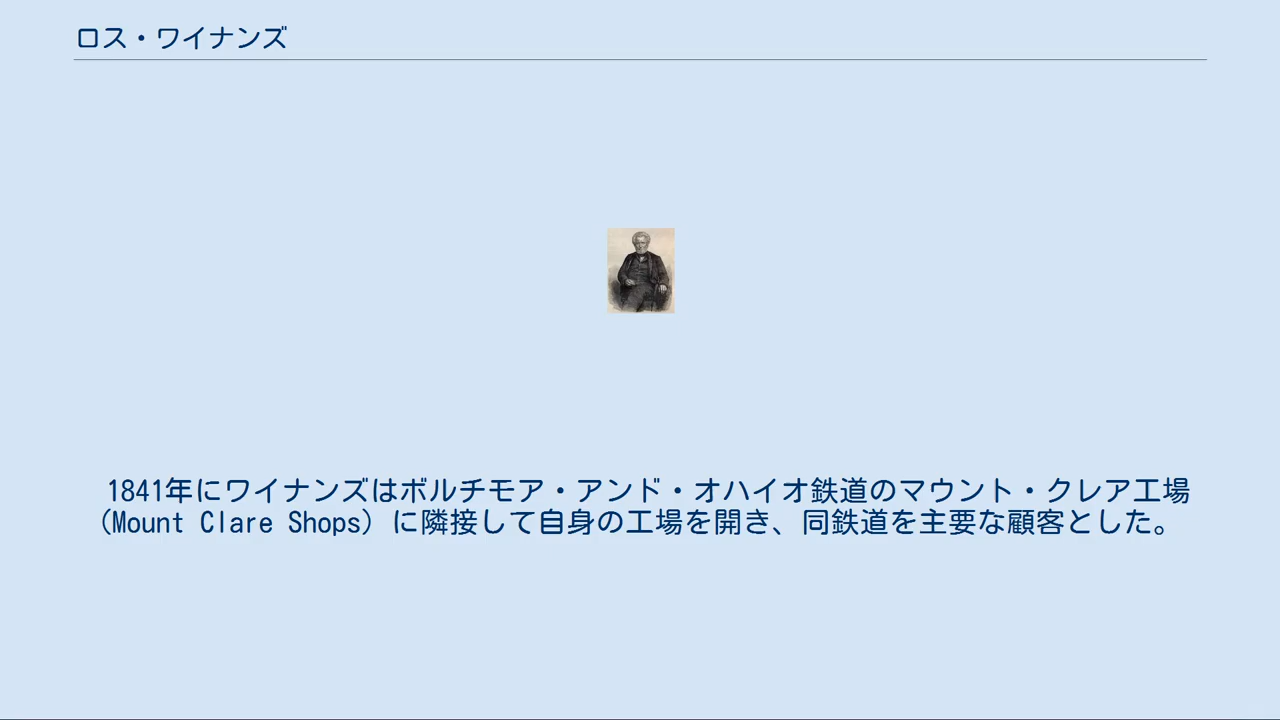 ロス・ワイナンズ
1841年にワイナンズはボルチモア・アンド・オハイオ鉄道のマウント・クレア工場
（Mount Clare Shops）に隣接して自身の工場を開き、同鉄道を主要な顧客とした。